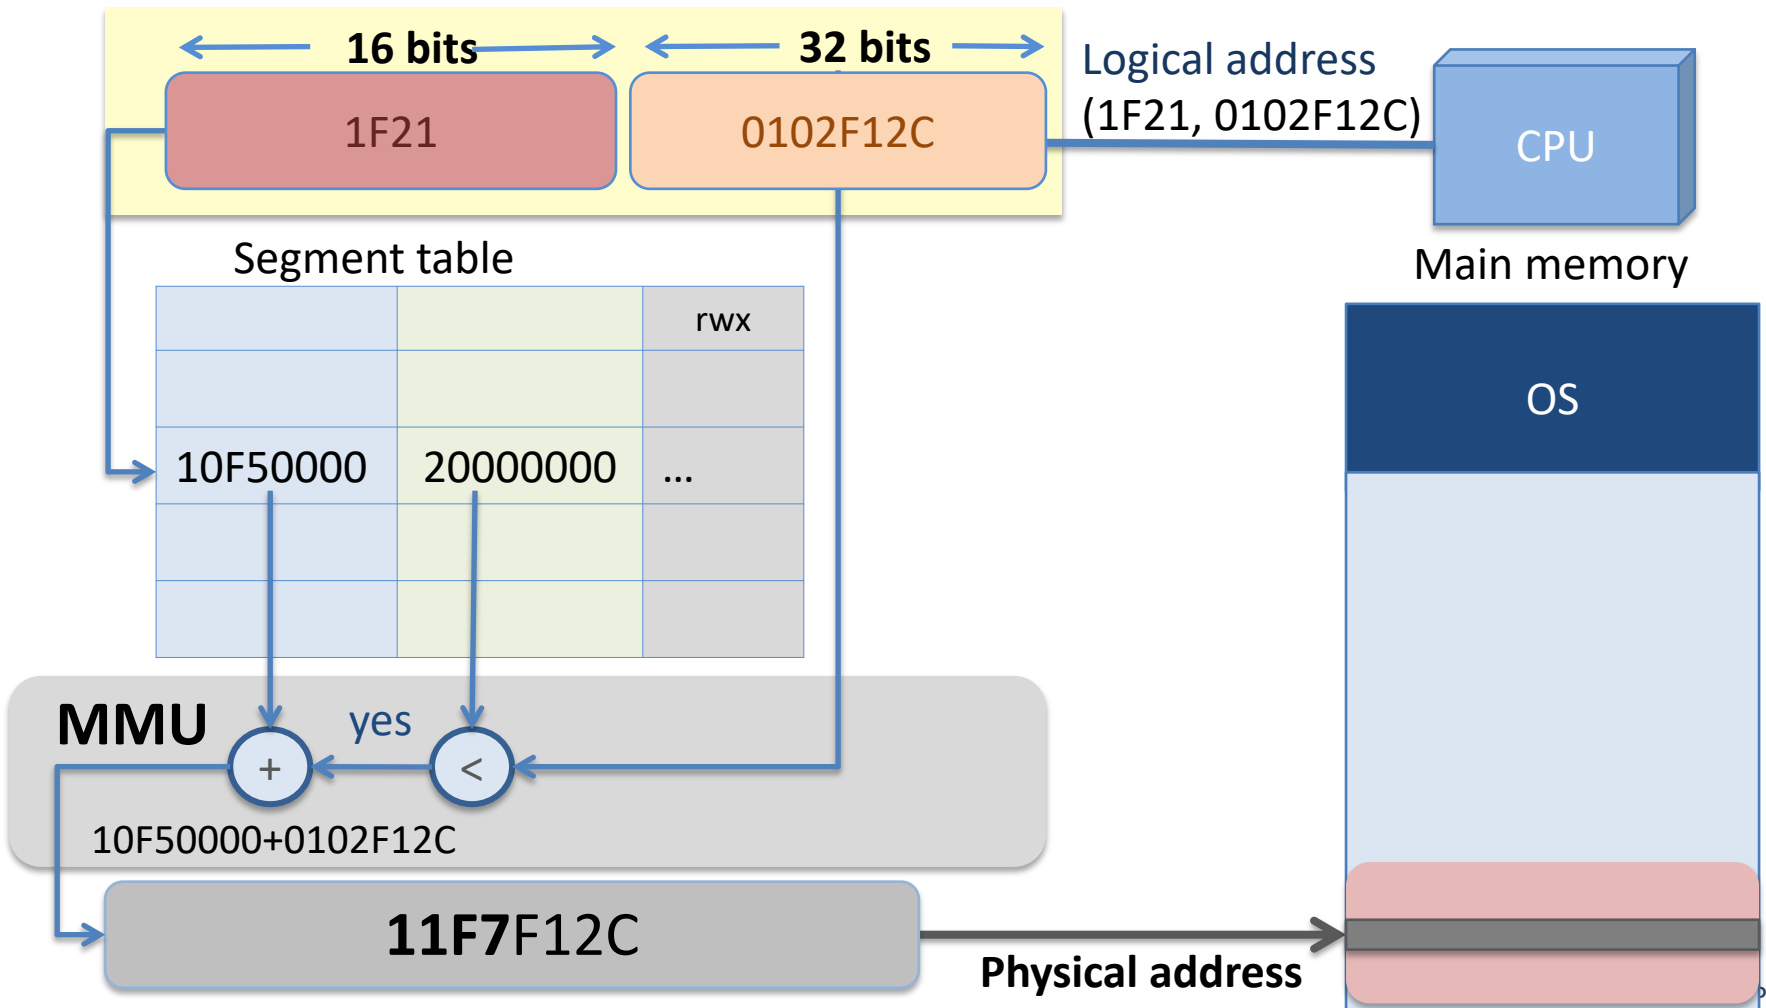 16 bits
32 bits
Logical address
(1F21, 0102F12C)
1F21
0102F12C
CPU
Segment table
Main memory
rwx
OS
10F50000
20000000
...
MMU
yes
+
<
10F50000+0102F12C
11F7F12C
Physical address